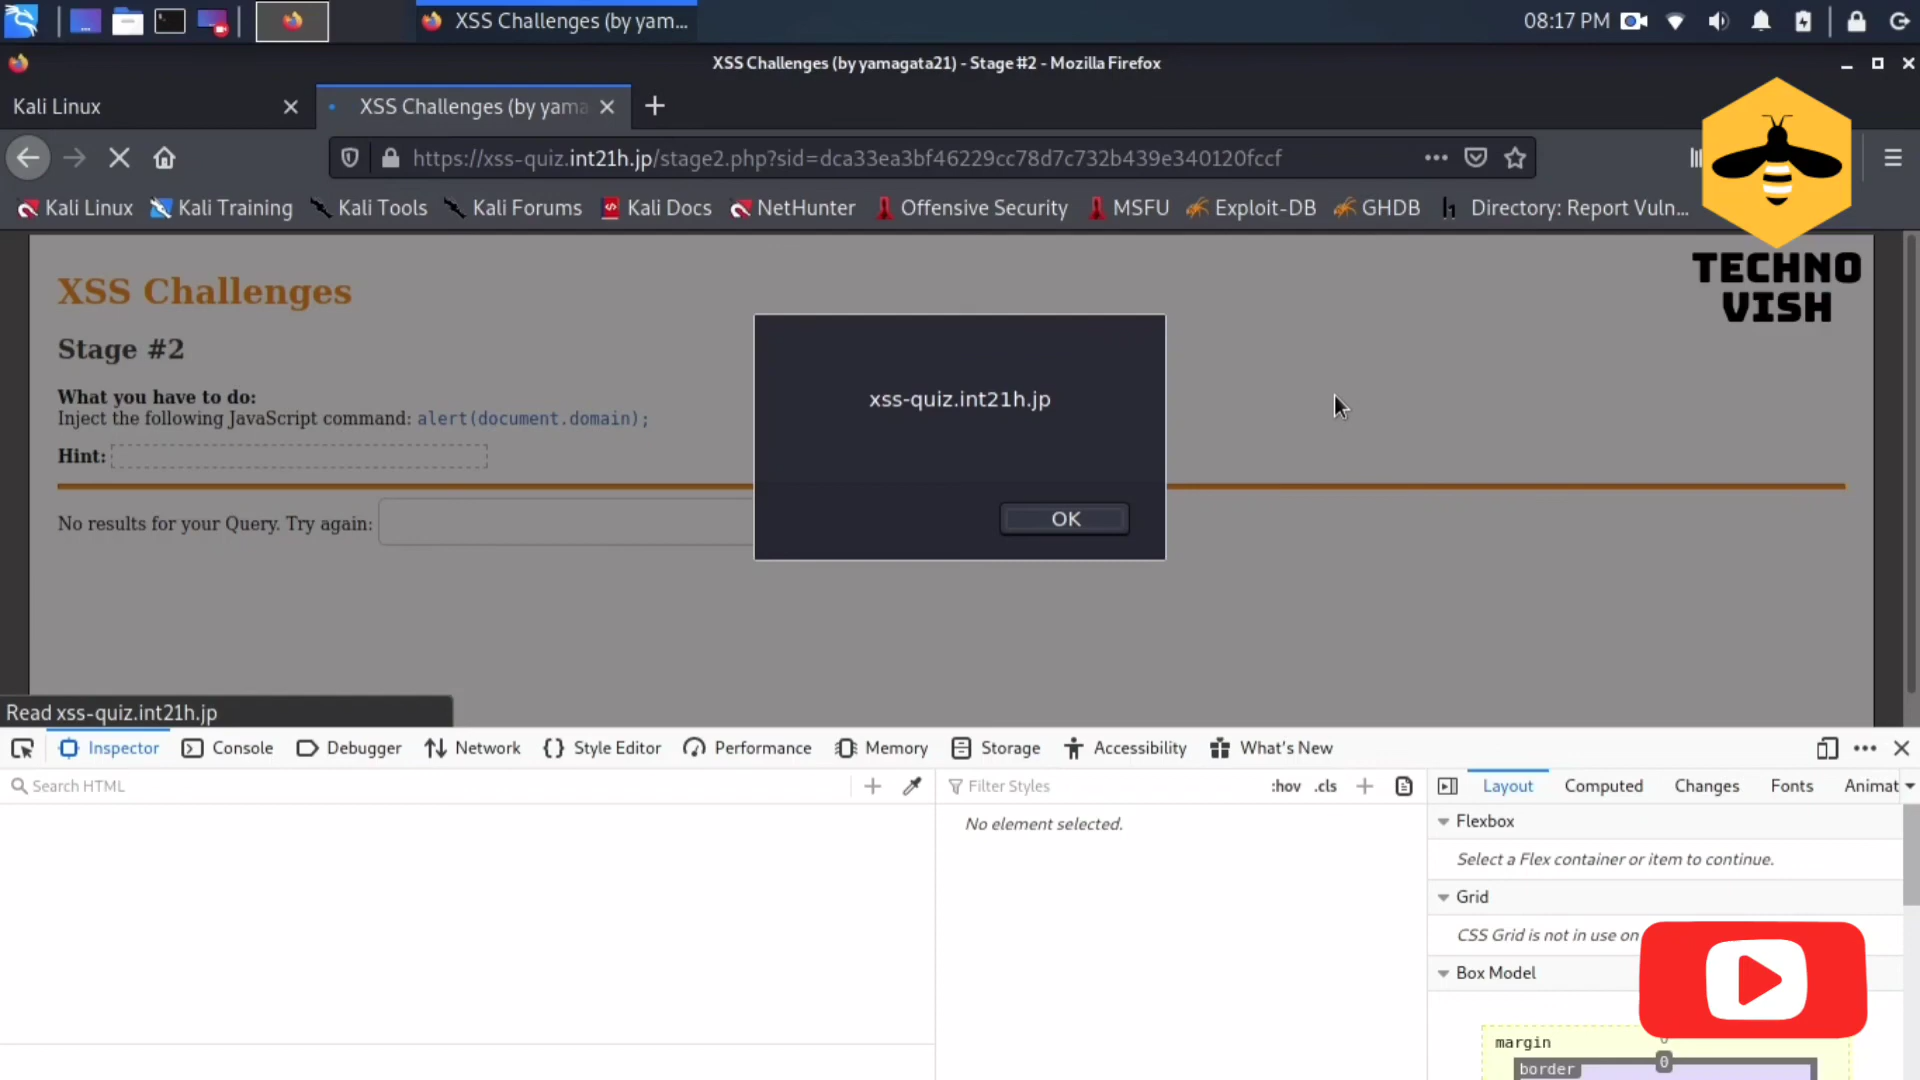 XSS Challenges (by yam...
08:17 PM
XSS Challenges (by yamagata21) - Stage #2 - Mozilla Firefox
Kali Linux
XSS Challenges (by yama
https://xss-quiz.int21h.jp/stage2.php?sid=dca33ea3bf46229cc78d7c732b439e340120fccf
Kali Linux
Kali Training
Kali Tools
Kali Forums
Kali Docs
NetHunter
Offensive Security
MSFU
Exploit-DB
GHDB
Directory: Report Vuln...
TECHNO
VISH
XSS Challenges
Stage #2
What you have to do:
Inject the following JavaScript command: alert(document.domain);
Hint:
No results for your Query. Try again:
xss-quiz.int21h.jp
OK
Read xss-quiz.int21h.jp
Inspector
Console
Debugger
Network
Style Editor
Performance
Memory
Storage
Accessibility
What's New
Search HTML
Filter Styles
:hov
.cls
Layout
Computed
Changes
Fonts
Animat
No element selected.
Flexbox
Select a Flex container or item to continue.
Grid
CSS Grid is not in use on
Box Model
margin
border
0